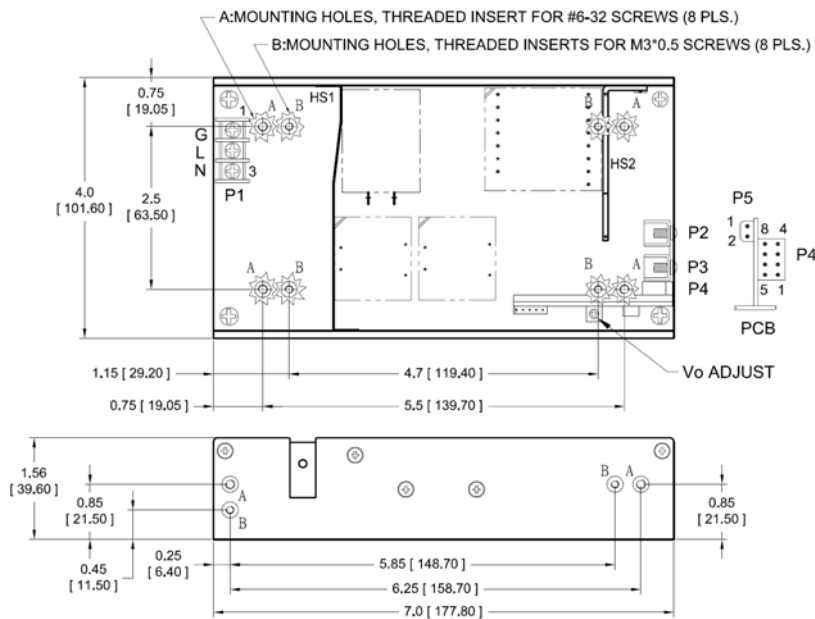 A:MOUNTING HOLES, THREADED INSERT FOR #6-32 SCREWS (8 PLS.)
B:MOUNTING HOLES, THREADED INSERTS FOR M3*0.5 SCREWS (8 PLS.)
0.75
[ 19.05 ]
4.0
[ 101.60 ]
2.5
[ 63.50 ]
1
G
L
N
3
P1
A
B
HS1
B
A
HS2
A
B
B
A
P2
P3
P4
P5
1
2
8
4
5
1
P4
PCB
Vo ADJUST
1.15 [ 29.20 ]
4.7 [ 119.40 ]
0.75 [ 19.05 ]
5.5 [ 139.70 ]
1.56
[ 39.60 ]
0.85
[ 21.50 ]
0.45
[ 11.50 ]
0.25
[ 6.40 ]
A
B
B
A
0.85
[ 21.50 ]
5.85 [ 148.70 ]
6.25 [ 158.70 ]
7.0 [ 177.80 ]